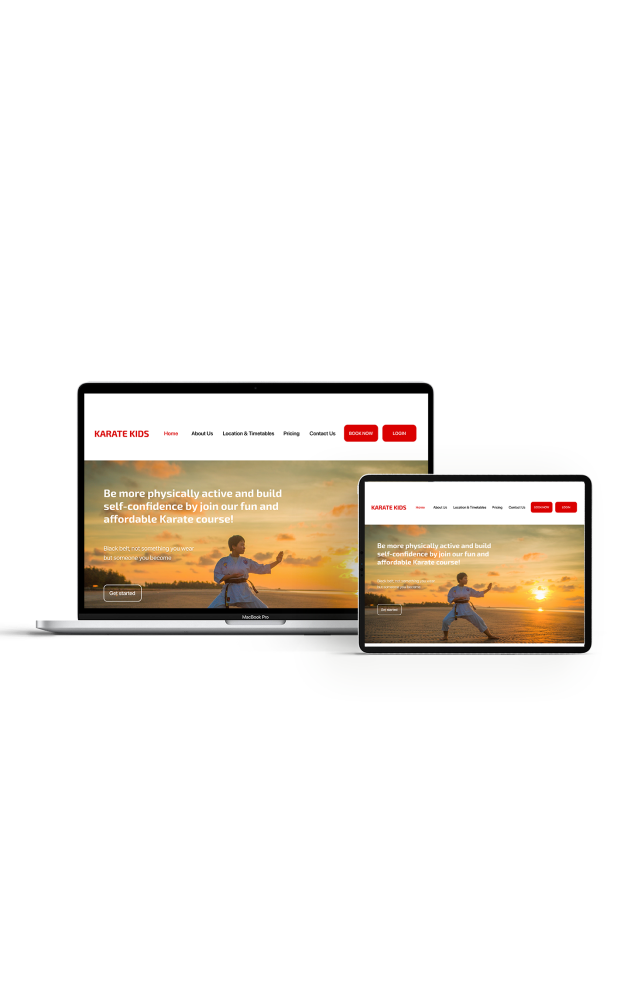 KARATE KIDS Home About Us Location & Timetables Pricing Contact Us BOOK NOW LOGIN
Be more physically active and build
self-confidence by join our fun and
affordable Karate course!
Black belt, not something you wear
but someone you become
Get started
MacBook Pro
KARATE KIDS Home About Us Location & Timetables Pricing Contact Us BOOK NOW LOGIN
Be more physically active and build
self-confidence by join our fun and
affordable Karate course!
Get started